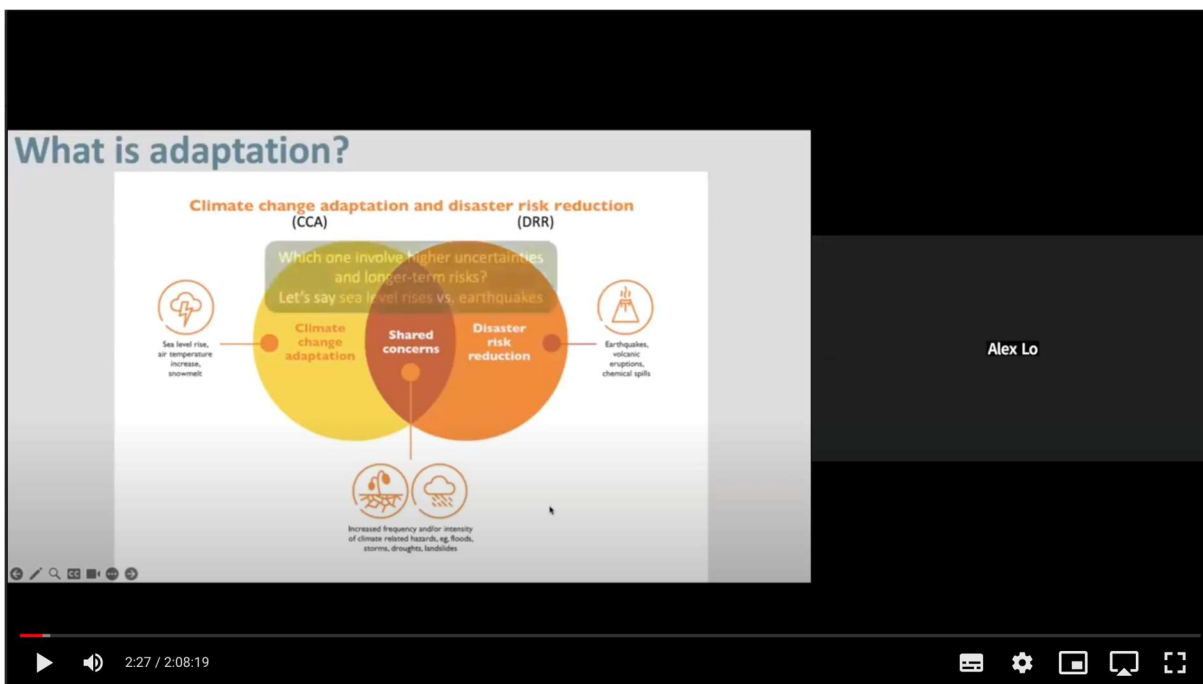 What is adaptation?
Climate change adaptation and disaster risk reduction
(CCA)
(DRR)
Which one involve higher uncertainties
and longer-term risks?
Let's say sea level rises vs. earthquakes
Climate
change
adaptation
Shared
concerns
Disaster
risk
reduction
Sea level rise,
air temperature
increase,
snowmelt
Earthquakes,
volcanic
eruptions,
chemical spills
Increased frequency and/or intensity
of climate related hazards, eg, floods,
storms, droughts, landslides
Alex Lo
CC
2:27 / 2:08:19